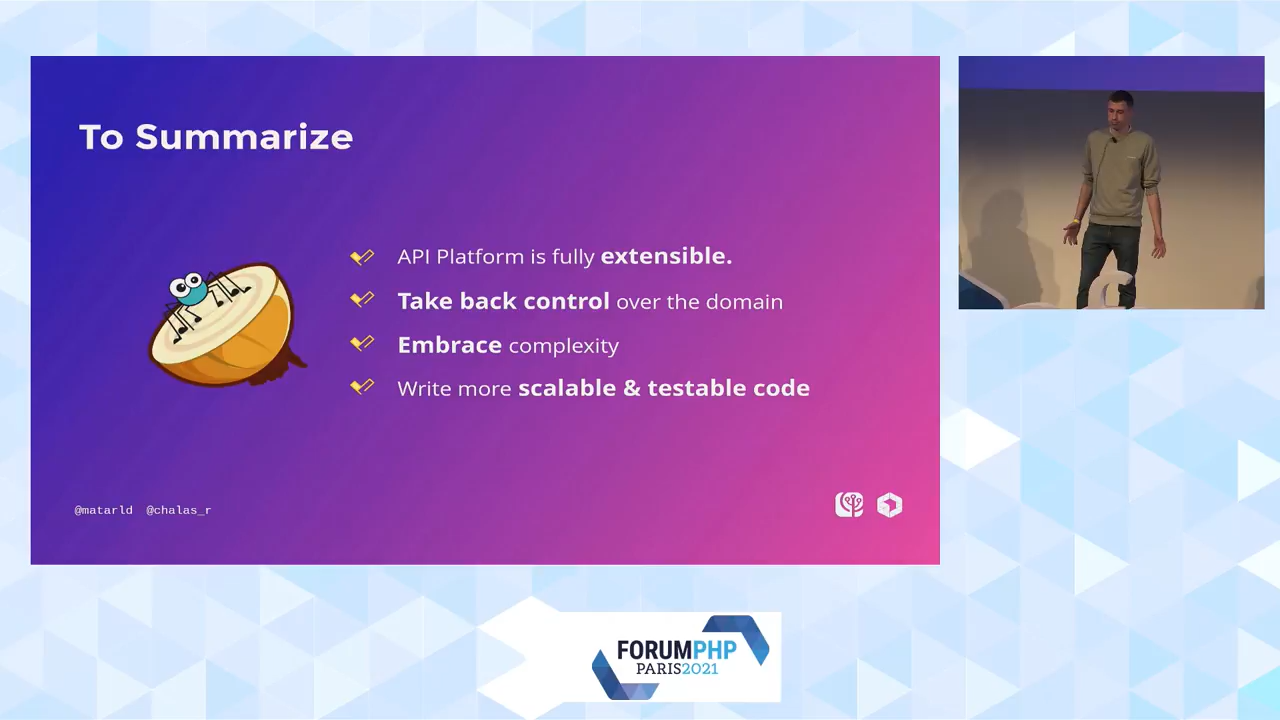 To Summarize
API Platform is fully extensible.
Take back control over the domain
Embrace complexity
Write more scalable & testable code
@matarld @chalas_r
FORUMPHP
PARIS2021